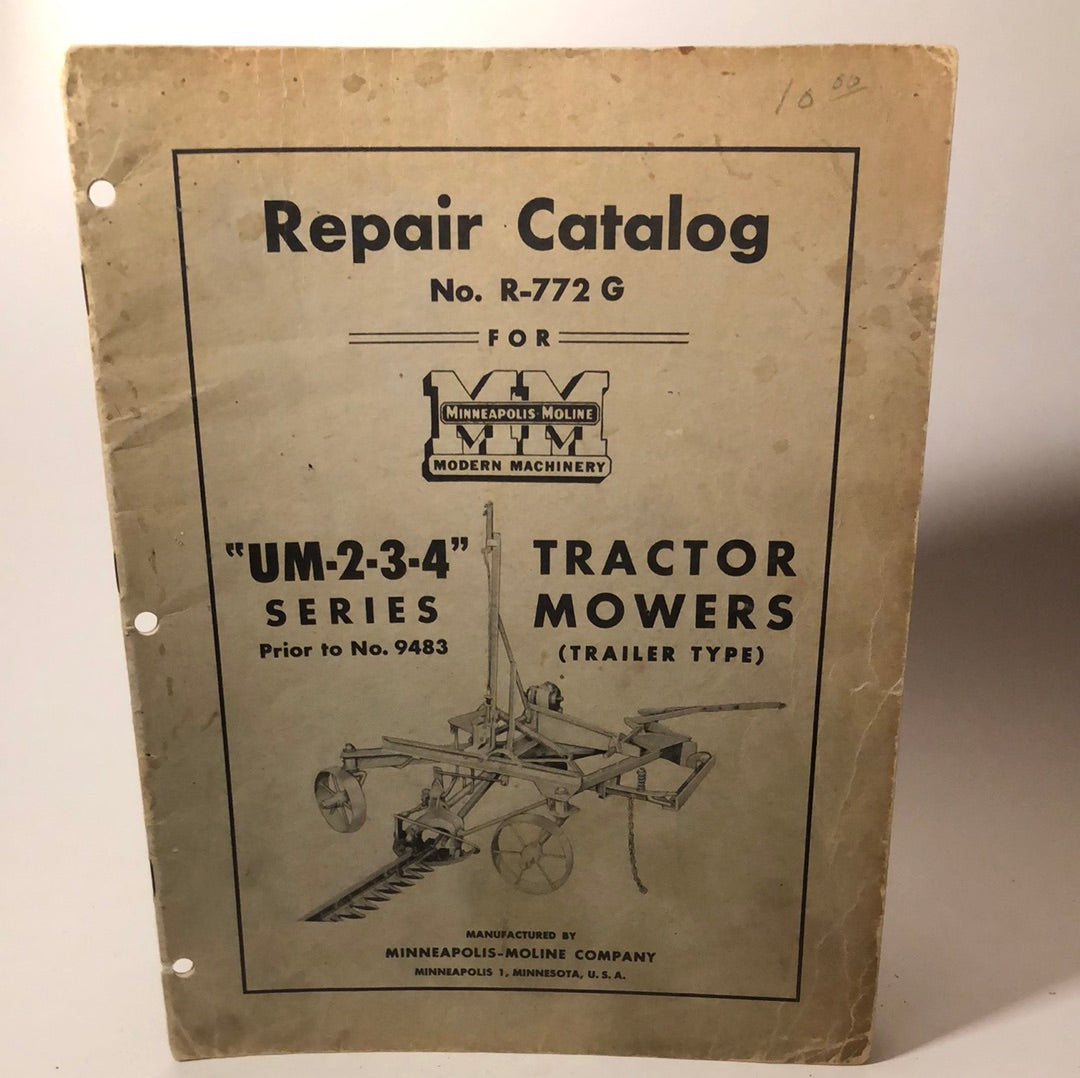 10 00
Repair Catalog
No. R-772 G
FOR
MM
MINNEAPOLIS-MOLINE
MODERN MACHINERY
"UM-2-3-4"
SERIES
Prior to No. 9483
TRACTOR
MOWERS
(TRAILER TYPE)
MANUFACTURED BY
MINNEAPOLIS-MOLINE COMPANY
MINNEAPOLIS 1, MINNESOTA, U. S. A.